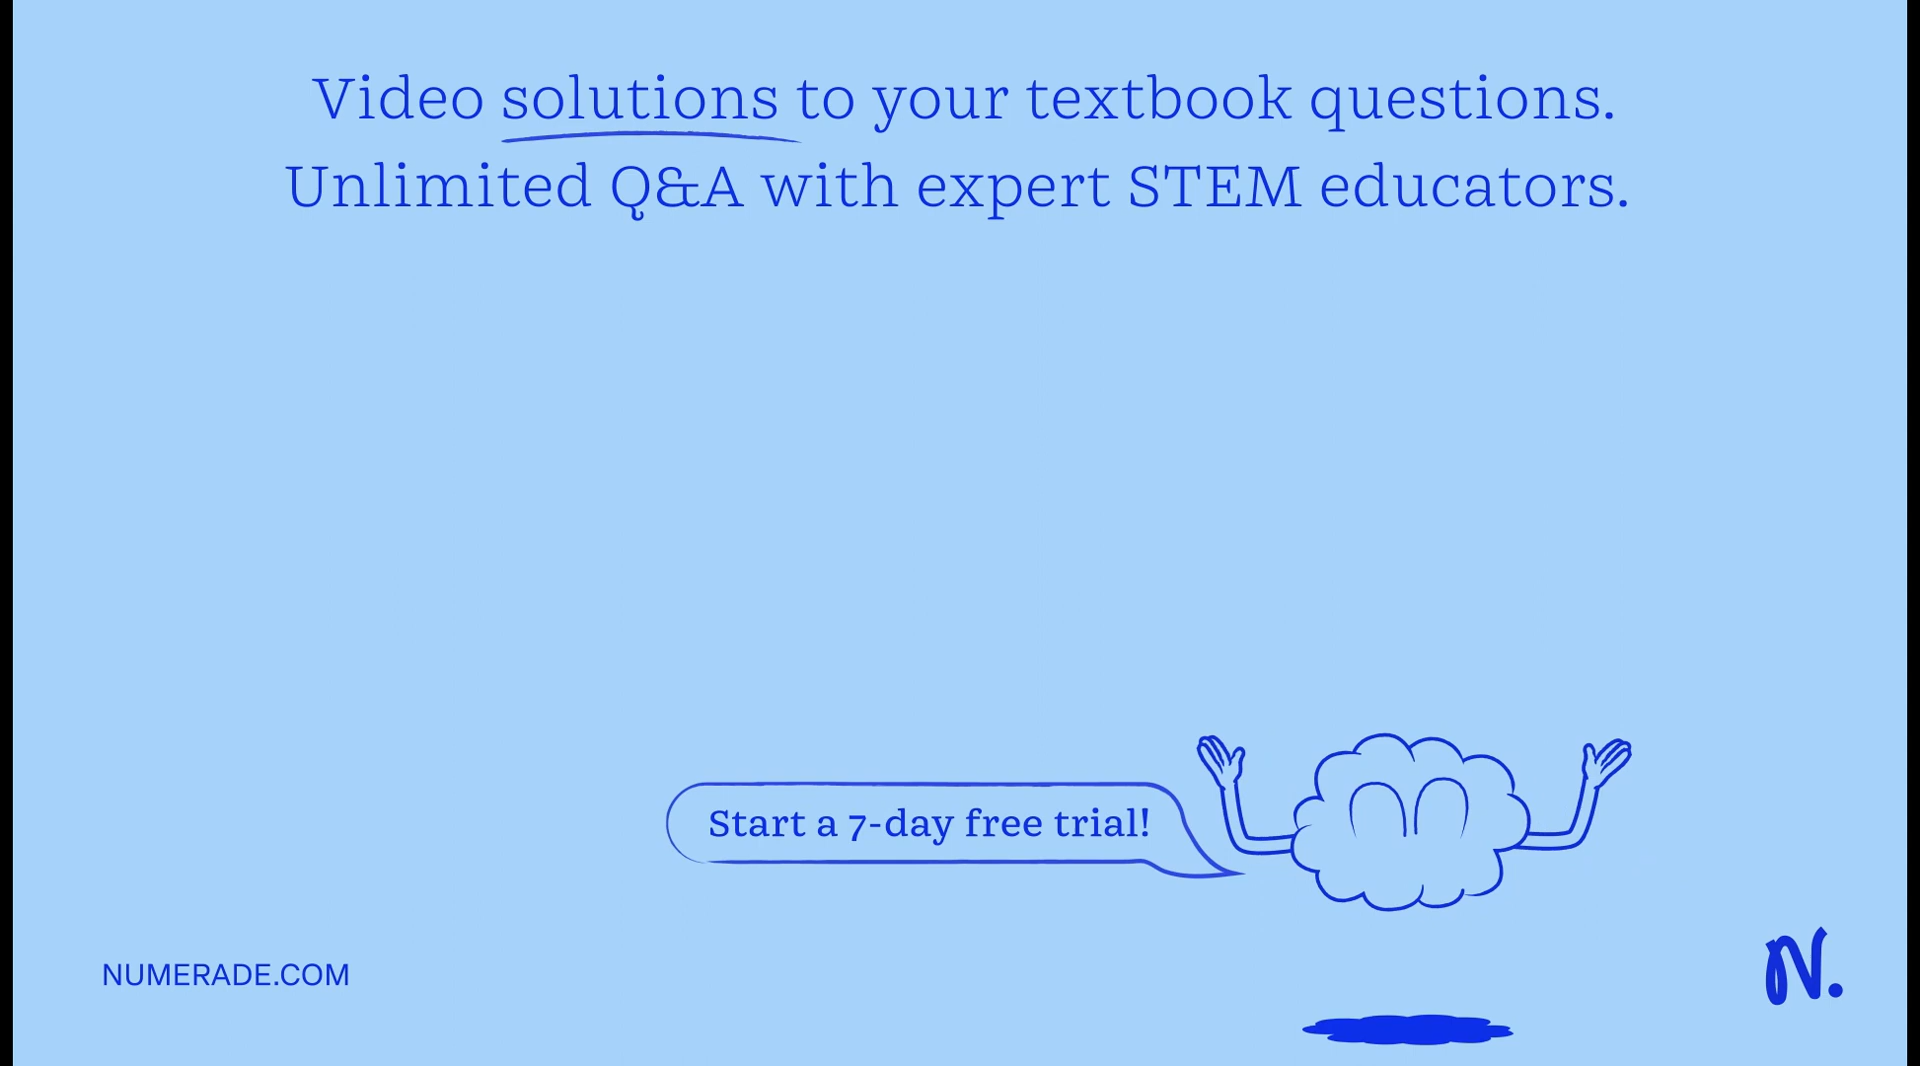 Video solutions to your textbook questions.
Unlimited Q&A with expert STEM educators.
Start a 7-day free trial!
NUMERADE.COM
N.